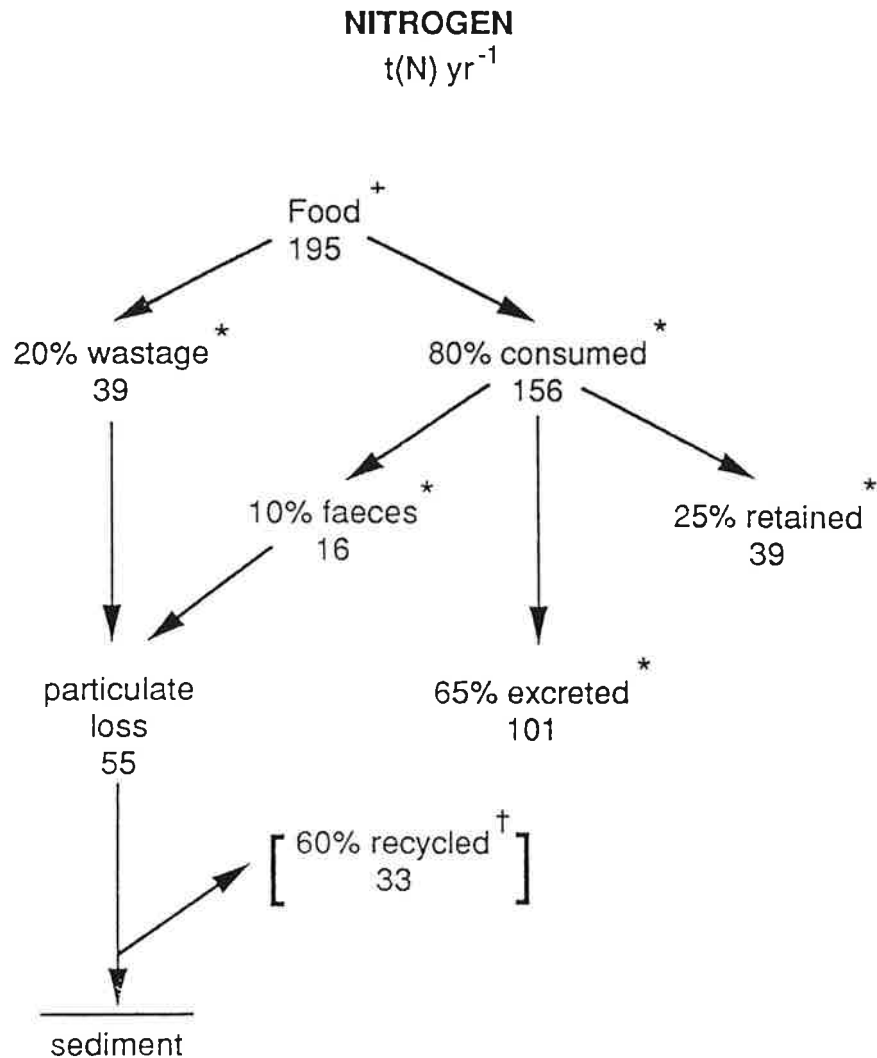 NITROGEN
t(N) yr-1
Food+
195
20% wastage*
39
80% consumed*
156
10% faeces*
16
25% retained*
39
particulate
loss
55
65% excreted*
101
[ 60% recycled† ]
33
sediment